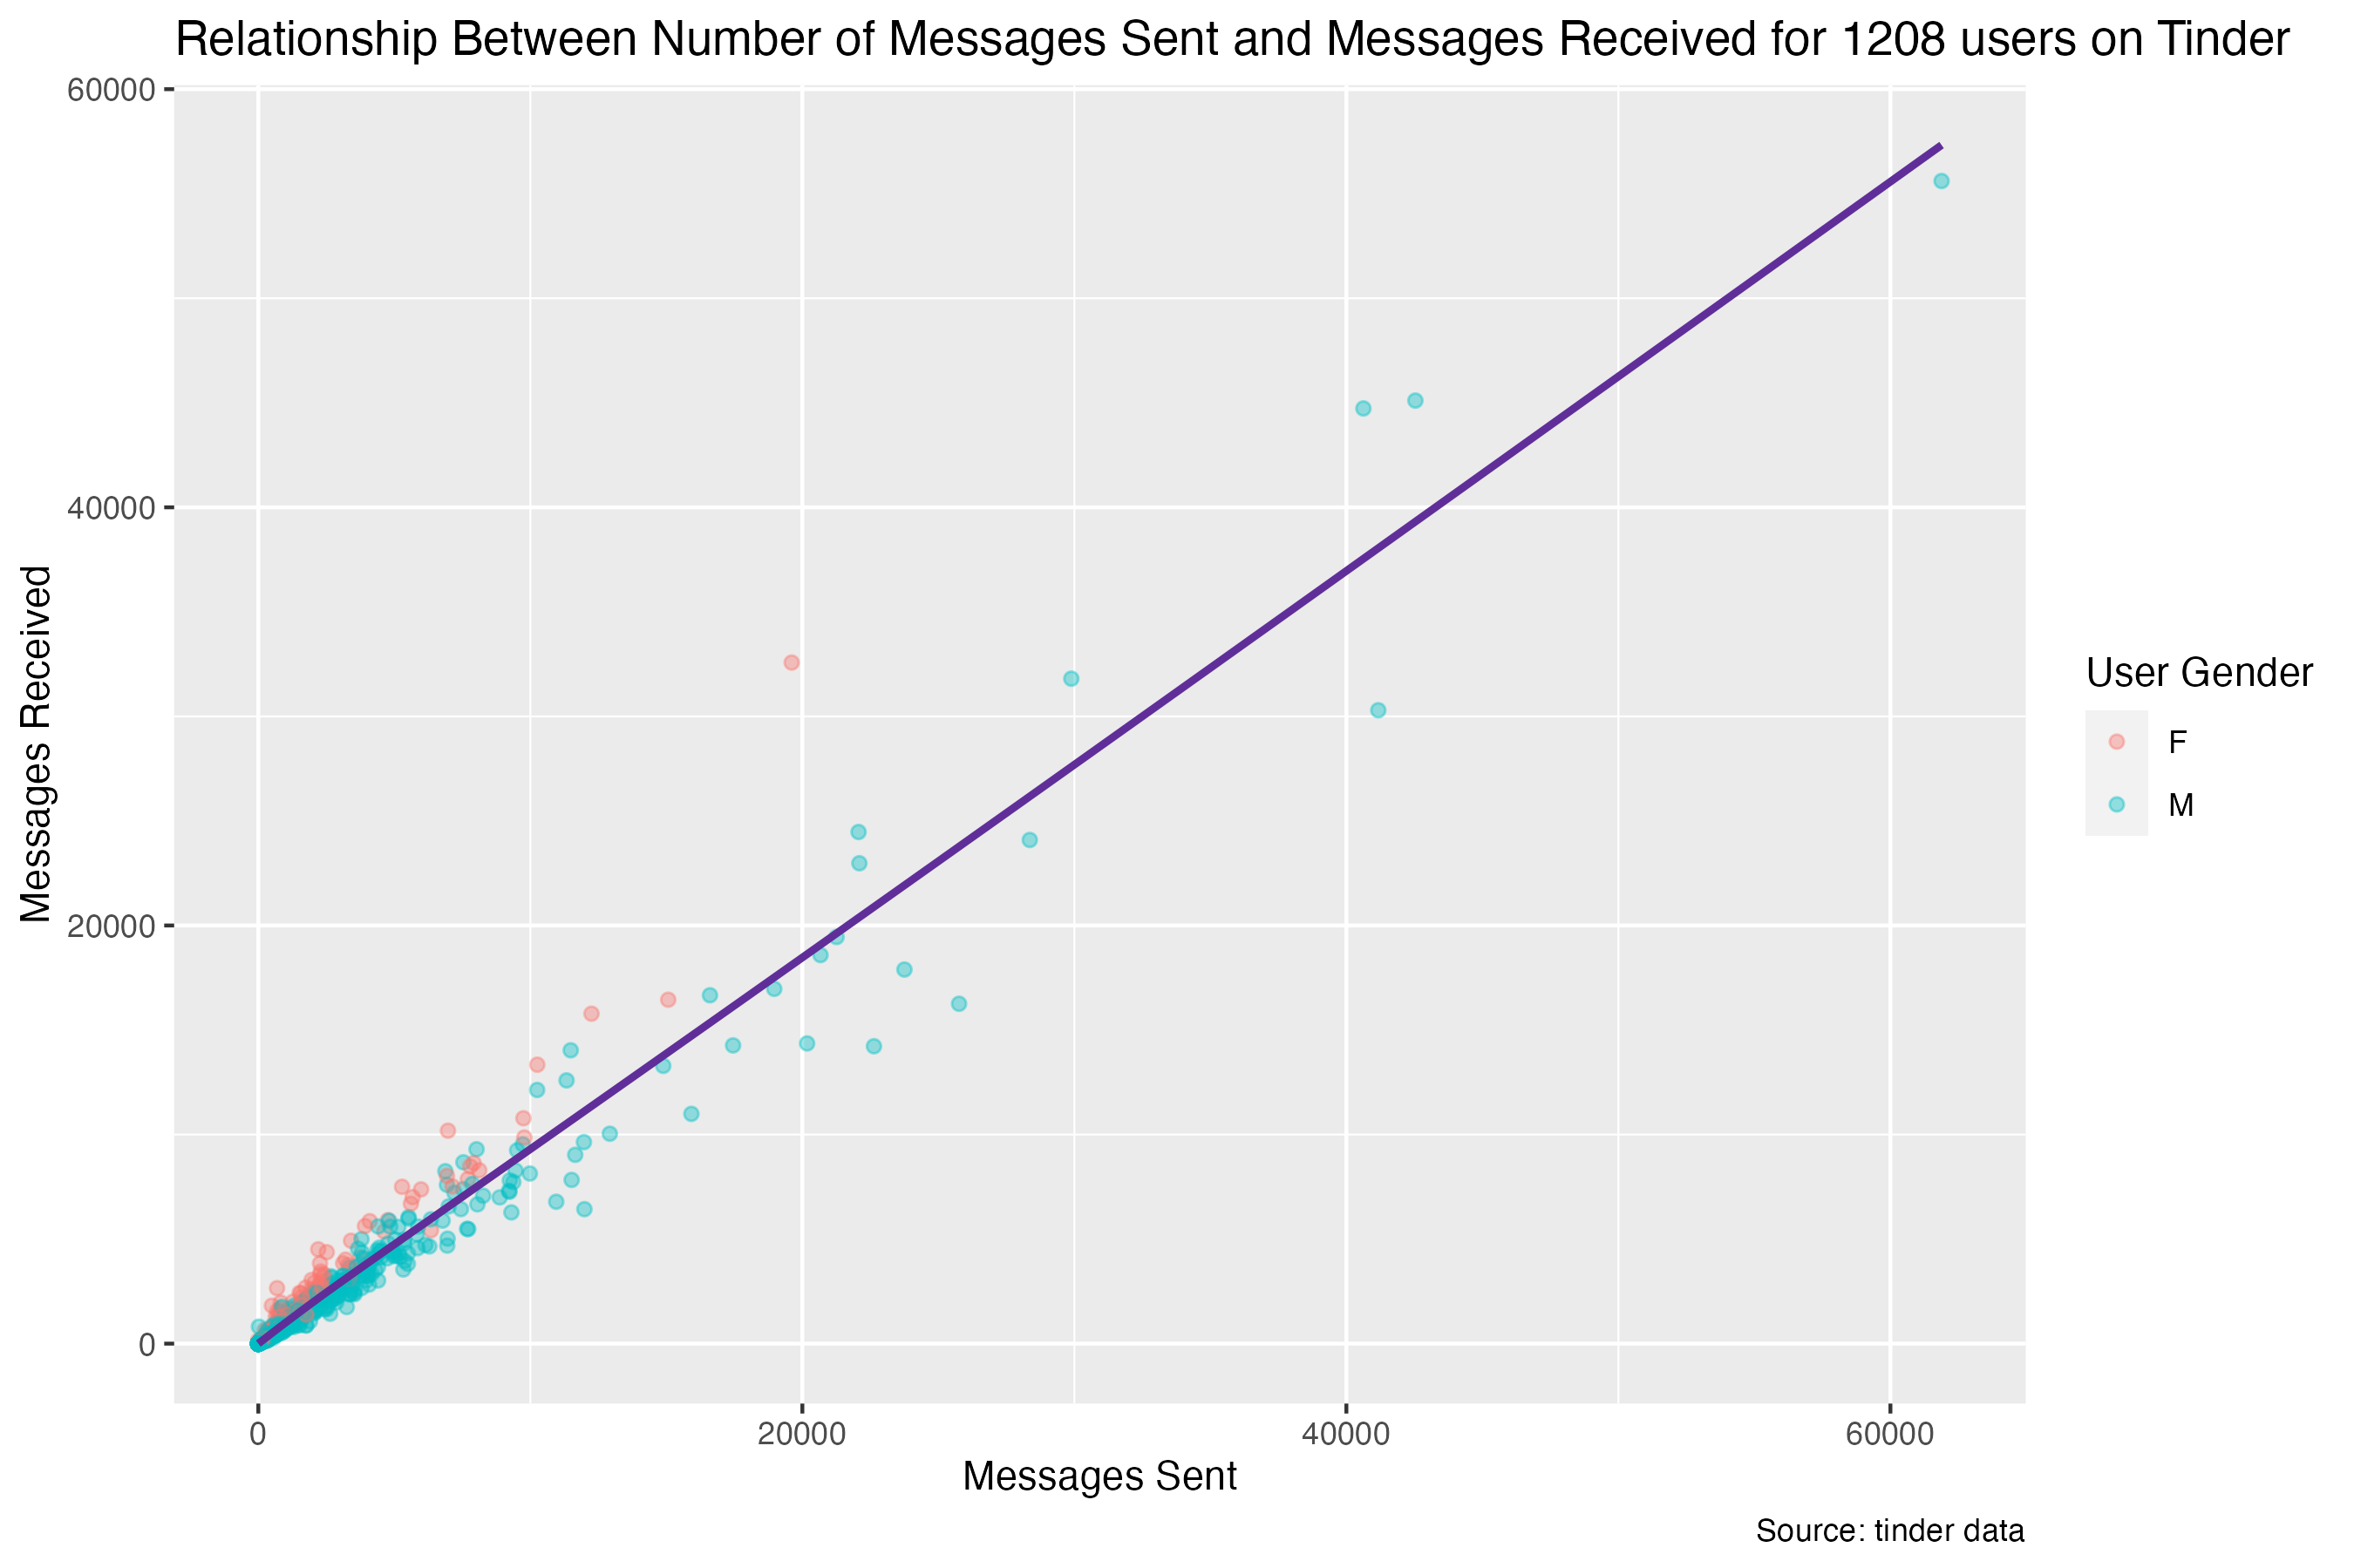 Relationship Between Number of Messages Sent and Messages Received for 1208 users on Tinder
60000
40000
20000
0
Messages Received
0 20000 40000 60000
Messages Sent
User Gender
F
M
Source: tinder data